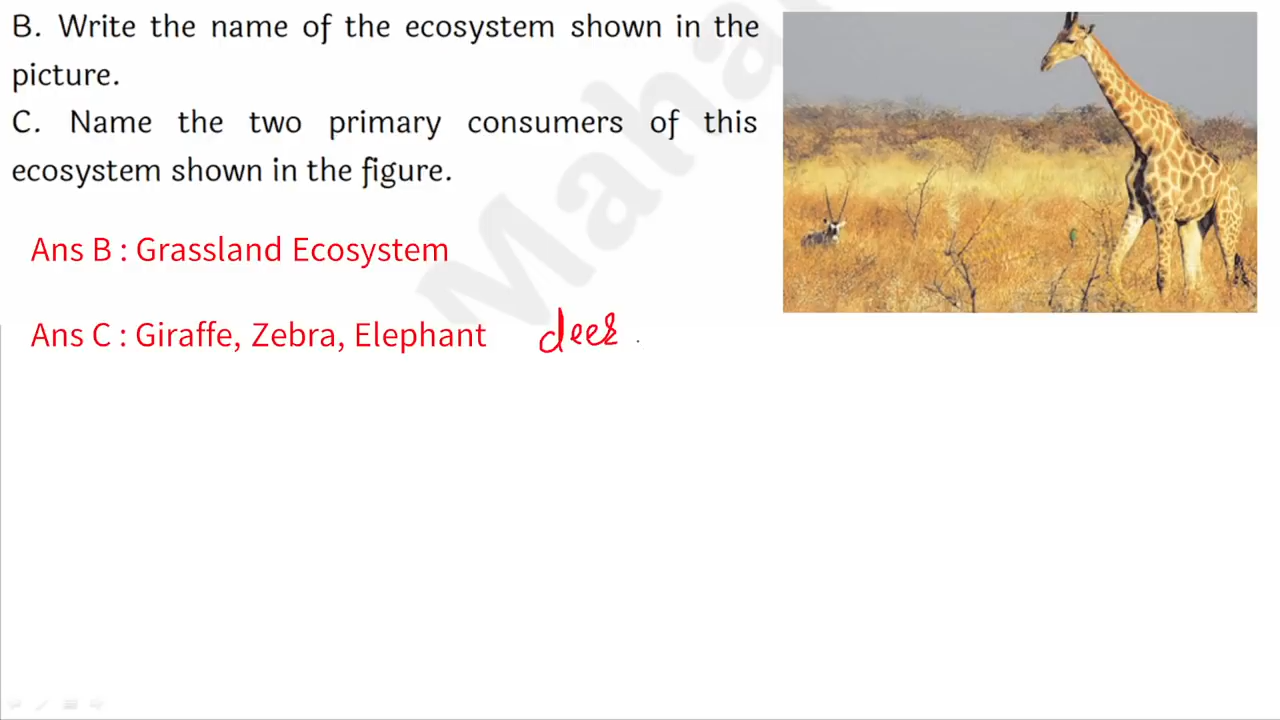 B. Write the name of the ecosystem shown in the
picture.
C. Name the two primary consumers of this
ecosystem shown in the figure.
Ans B : Grassland Ecosystem
Ans C : Giraffe, Zebra, Elephant deer
Maha